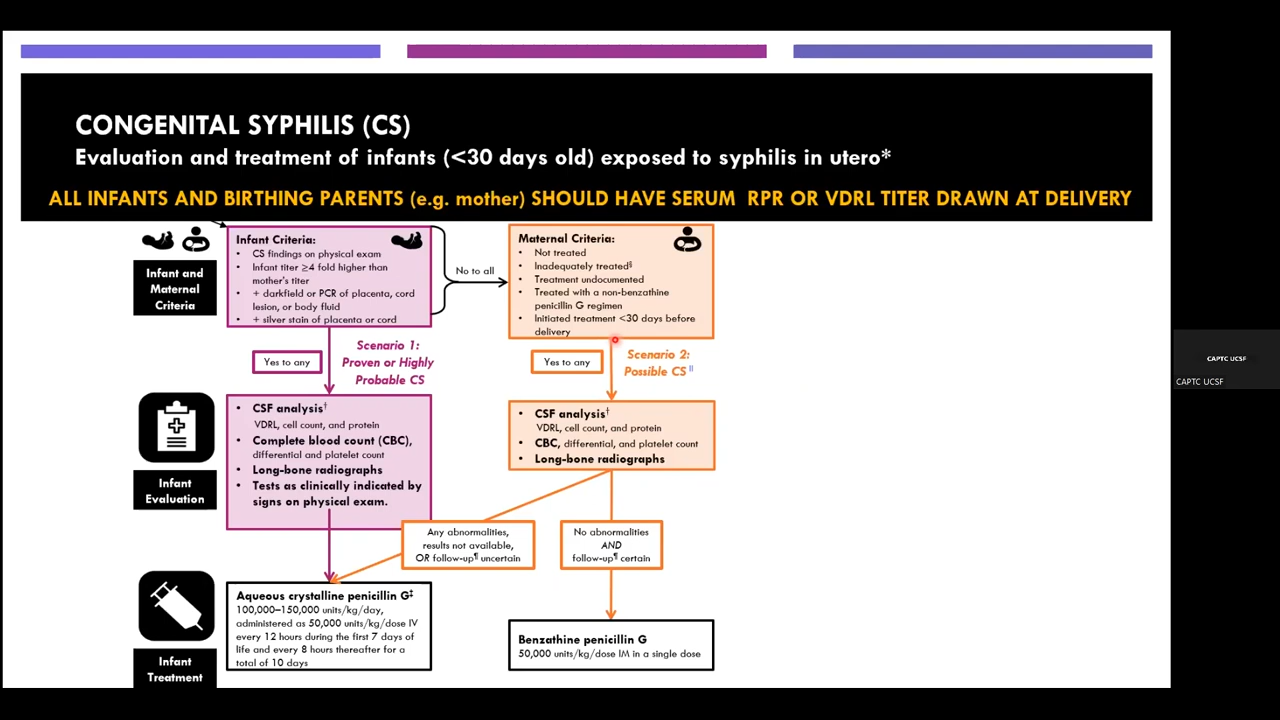 CONGENITAL SYPHILIS (CS)
Evaluation and treatment of infants (<30 days old) exposed to syphilis in utero*
ALL INFANTS AND BIRTHING PARENTS (e.g. mother) SHOULD HAVE SERUM RPR OR VDRL TITER DRAWN AT DELIVERY
Infant and
Maternal
Criteria
Infant Criteria:
• CS findings on physical exam
• Infant titer ≥4 fold higher than
mother's titer
• + darkfield or PCR of placenta, cord
lesion, or body fluid
• + silver stain of placenta or cord
No to all
Maternal Criteria:
• Not treated
• Inadequately treated§
• Treatment undocumented
• Treated with a non-benzathine
penicillin G regimen
• Initiated treatment <30 days before
delivery
Yes to any
Scenario 1:
Proven or Highly
Probable CS
Yes to any
Scenario 2:
Possible CS||
Infant
Evaluation
• CSF analysis†
VDRL, cell count, and protein
• Complete blood count (CBC),
differential and platelet count
• Long-bone radiographs
• Tests as clinically indicated by
signs on physical exam.
• CSF analysis†
VDRL, cell count, and protein
• CBC, differential, and platelet count
• Long-bone radiographs
Any abnormalities,
results not available,
OR follow-up¶ uncertain
No abnormalities
AND
follow-up¶ certain
Infant
Treatment
Aqueous crystalline penicillin G‡
100,000–150,000 units/kg/day,
administered as 50,000 units/kg/dose IV
every 12 hours during the first 7 days of
life and every 8 hours thereafter for a
total of 10 days
Benzathine penicillin G
50,000 units/kg/dose IM in a single dose
CAPTC UCSF
CAPTC UCSF